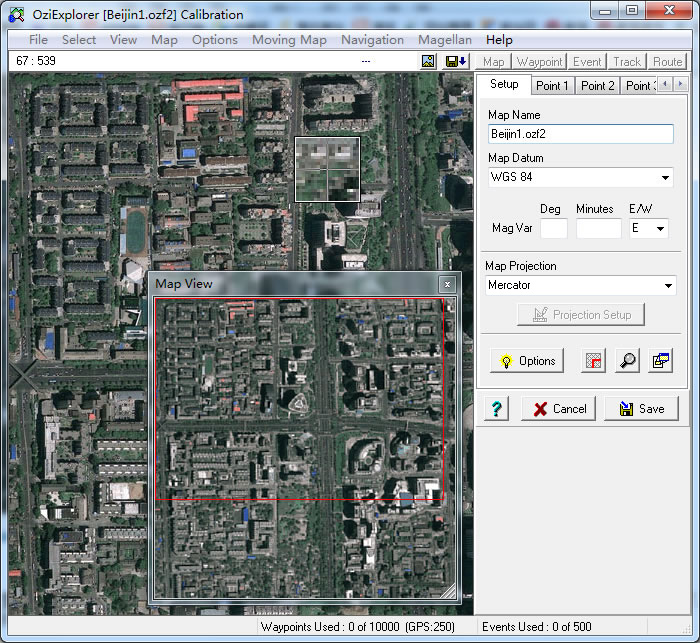 OziExplorer [Beijin1.ozf2] Calibration
File Select View Map Options Moving Map Navigation Magellan Help
67 : 539
---
Map Waypoint Event Track Route
Setup Point 1 Point 2 Point
Map Name
Beijin1.ozf2
Map Datum
WGS 84
Deg Minutes E/W
Mag Var E
Map Projection
Mercator
Projection Setup
Options
? Cancel Save
Map View
Waypoints Used : 0 of 10000 (GPS:250) Events Used : 0 of 500